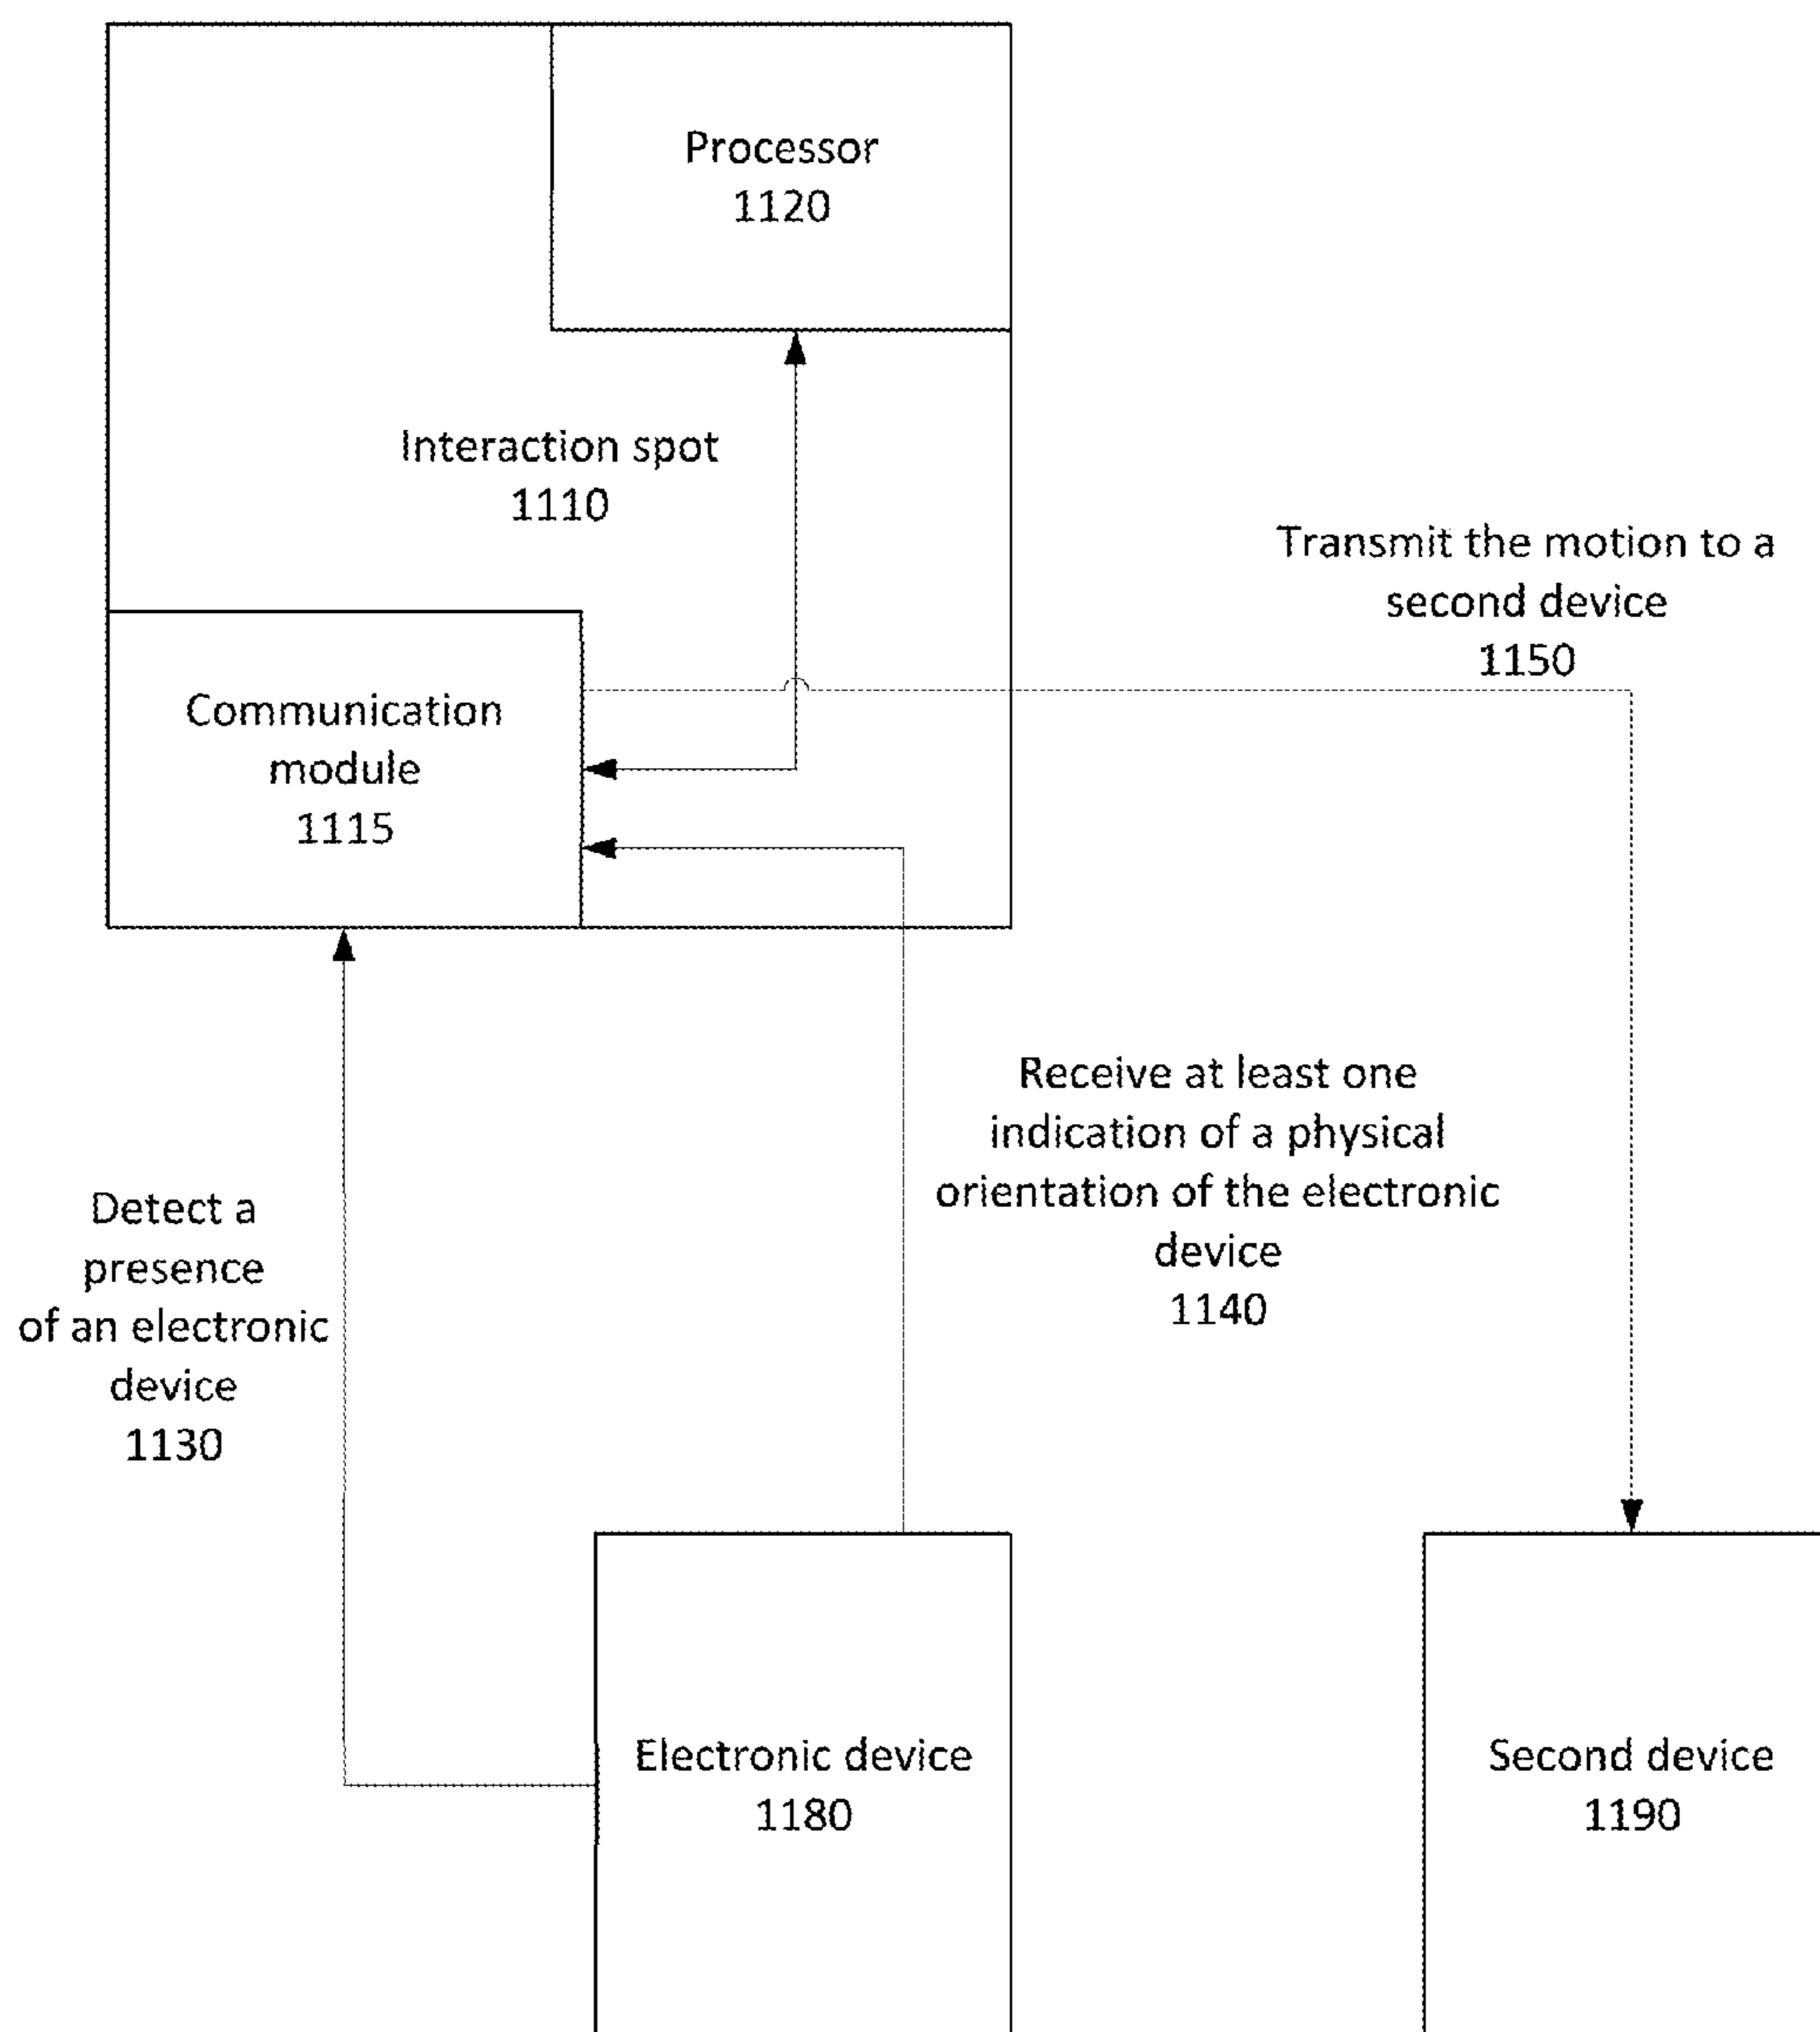 Processor
1120
Interaction spot
1110
Transmit the motion to a
second device
1150
Communication
module
1115
Receive at least one
indication of a physical
orientation of the electronic
device
1140
Detect a
presence
of an electronic
device
1130
Electronic device
1180
Second device
1190